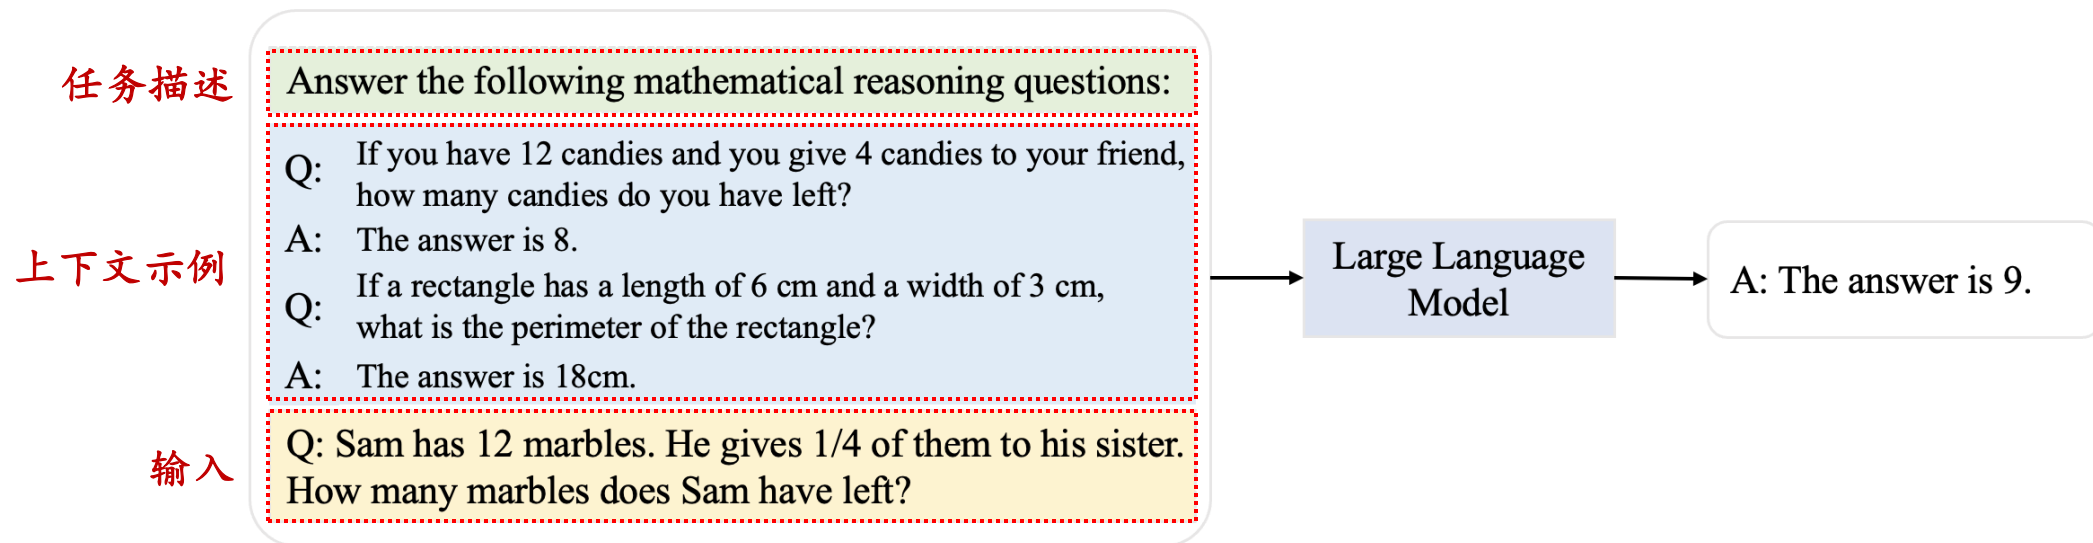 任务描述
Answer the following mathematical reasoning questions:
上下文示例
Q: If you have 12 candies and you give 4 candies to your friend,
how many candies do you have left?
A: The answer is 8.
Q: If a rectangle has a length of 6 cm and a width of 3 cm,
what is the perimeter of the rectangle?
A: The answer is 18cm.
输入
Q: Sam has 12 marbles. He gives 1/4 of them to his sister.
How many marbles does Sam have left?
Large Language
Model
A: The answer is 9.